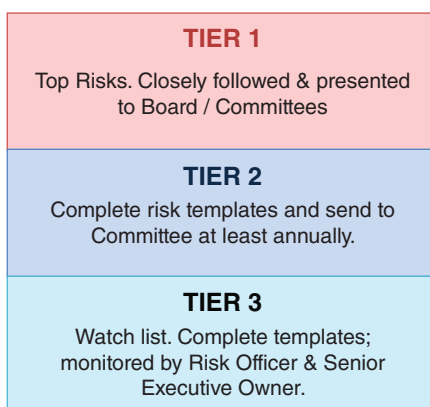 TIER 1
Top Risks. Closely followed & presented
to Board / Committees
TIER 2
Complete risk templates and send to
Committee at least annually.
TIER 3
Watch list. Complete templates;
monitored by Risk Officer & Senior
Executive Owner.